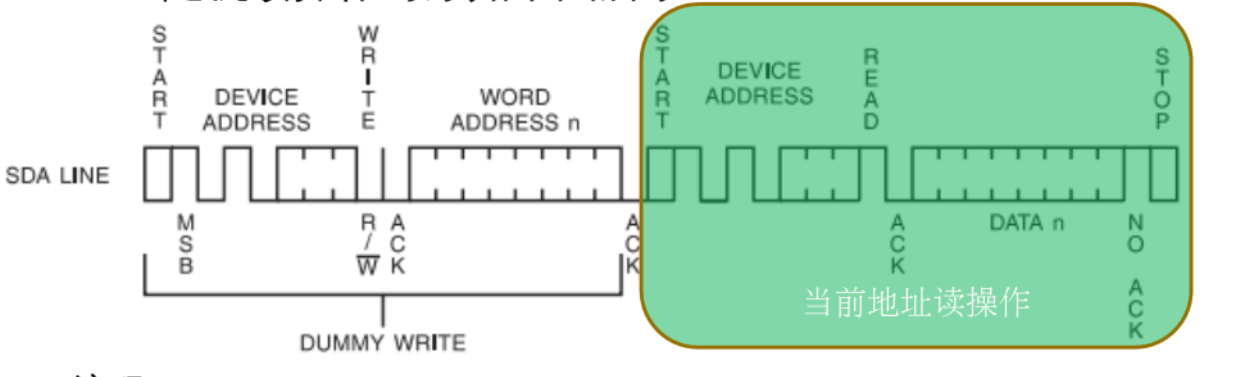 START
WRITE
START
READ
STOP
DEVICE
ADDRESS
WORD
ADDRESS n
DEVICE
ADDRESS
SDA LINE
MSB
R/W
ACK
ACK
ACK
DATA n
NO ACK
当前地址读操作
DUMMY WRITE